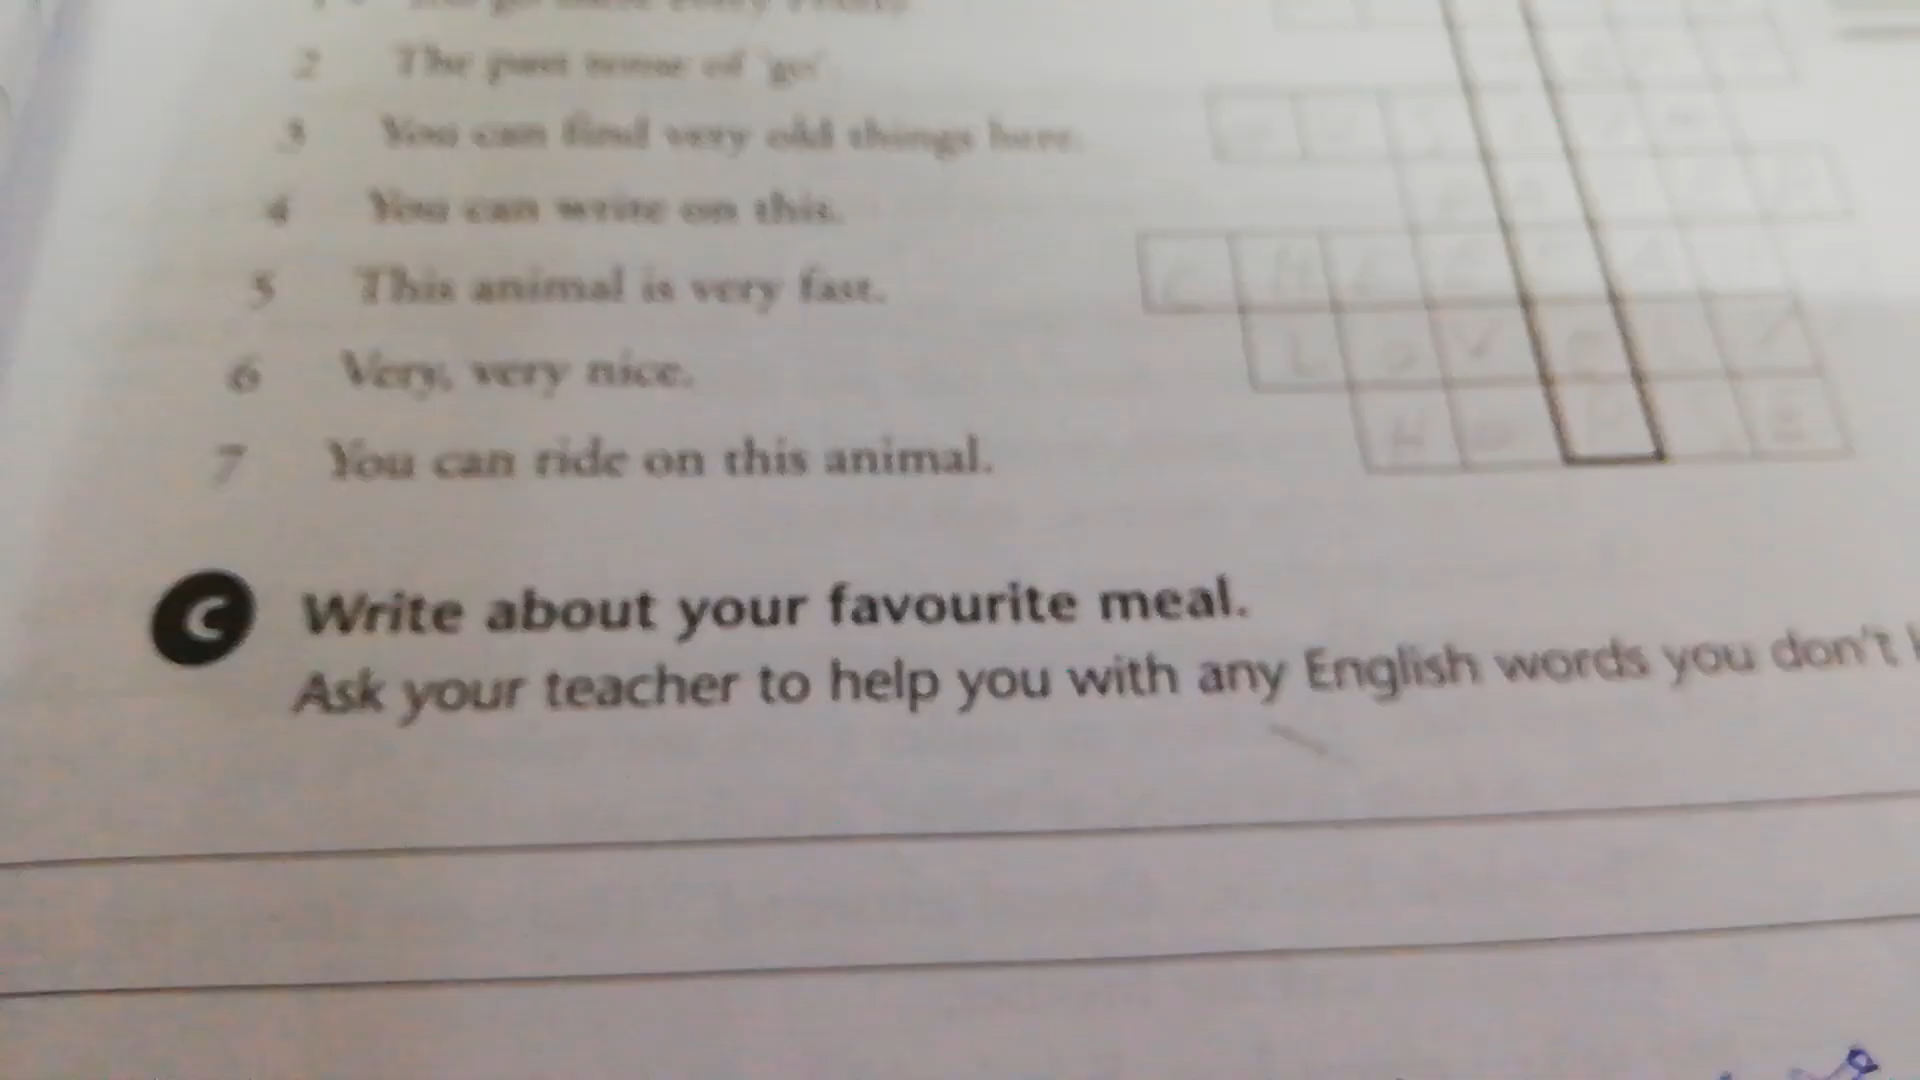 2 The past tense of 'go'
3 You can find very old things here.
4 You can write on this.
5 This animal is very fast.
C H E E T A
6 Very, very nice.
L O V E L Y
7 You can ride on this animal.
H O R S E
C Write about your favourite meal.
Ask your teacher to help you with any English words you don't